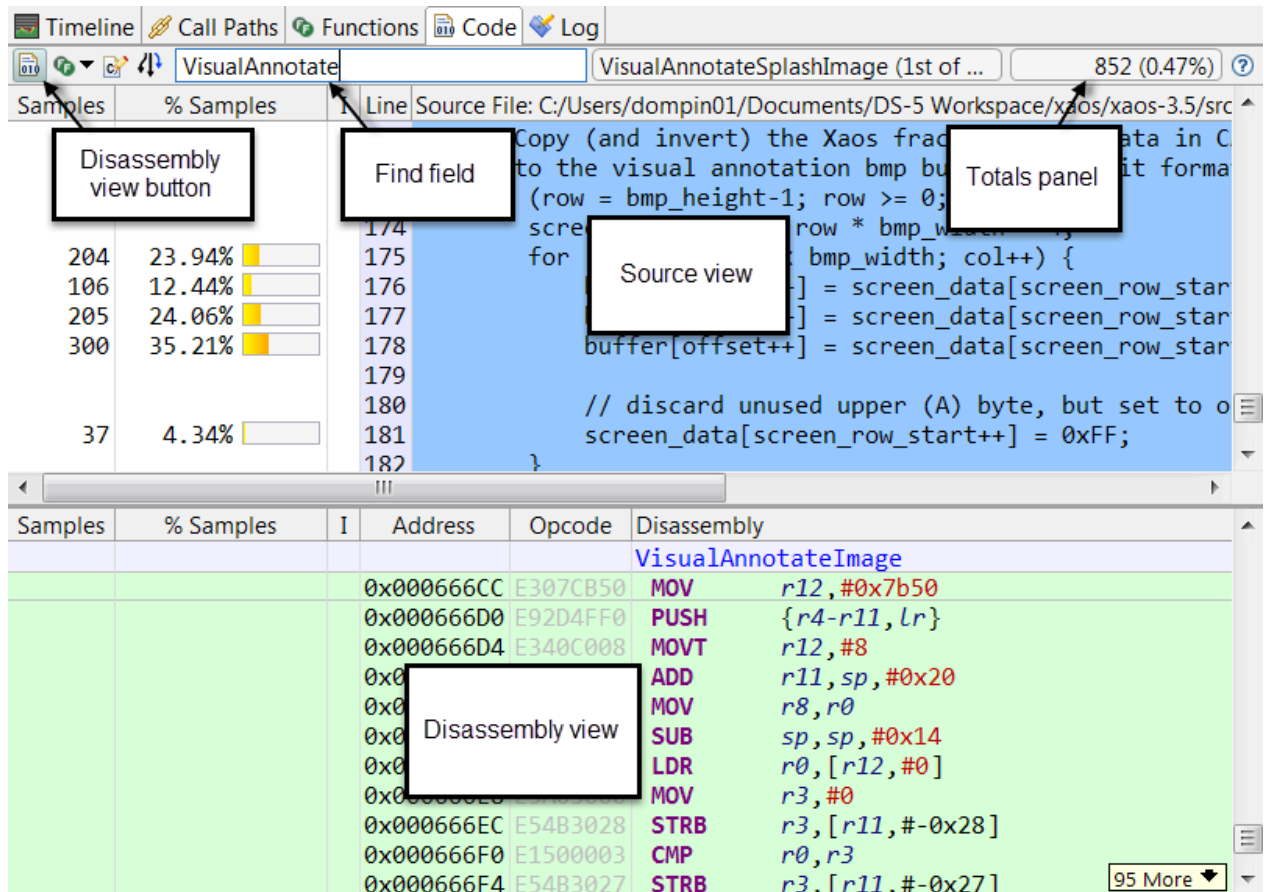 Timeline Call Paths Functions Code Log
VisualAnnotate VisualAnnotateSplashImage (1st of ... 852 (0.47%)
Samples % Samples I Line Source File: C:/Users/dompin01/Documents/DS-5 Workspace/xaos/xaos-3.5/src
Disassembly
view button
Find field
Totals panel
Copy (and invert) the Xaos frac ata in C
to the visual annotation bmp bu it forma
(row = bmp_height-1; row >= 0;
174 scre row * bmp_w
204 23.94% 175 for bmp_width; col++) {
Source view
106 12.44% 176 ] = screen_data[screen_row_star
205 24.06% 177 ] = screen_data[screen_row_star
300 35.21% 178 buffer[offset++] = screen_data[screen_row_star
179
180 // discard unused upper (A) byte, but set to o
37 4.34% 181 screen_data[screen_row_start++] = 0xFF;
182 }
Samples % Samples I Address Opcode Disassembly
VisualAnnotateImage
0x000666CC E307CB50 MOV r12,#0x7b50
0x000666D0 E92D4FF0 PUSH {r4-r11,lr}
0x000666D4 E340C008 MOVT r12,#8
0x0 ADD r11,sp,#0x20
0x0 MOV r8,r0
Disassembly view
0x0 SUB sp,sp,#0x14
0x0 LDR r0,[r12,#0]
MOV r3,#0
0x000666EC E54B3028 STRB r3,[r11,#-0x28]
0x000666F0 E1500003 CMP r0,r3
0x000666F4 E54B3027 STRB r3,[r11,#-0x27]
95 More